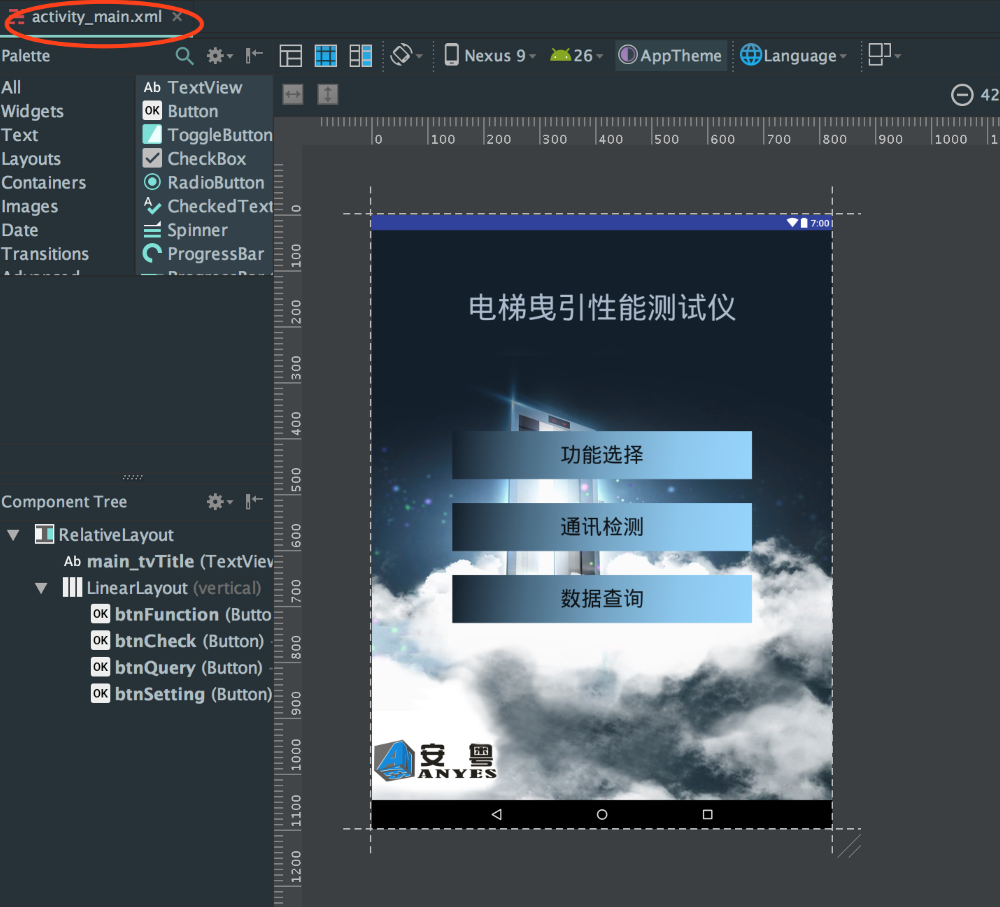 activity_main.xml
Palette
Nexus 9
26
AppTheme
Language
All
Widgets
Text
Layouts
Containers
Images
Date
Transitions
Advanced
Ab TextView
OK Button
ToggleButton
CheckBox
RadioButton
CheckedText
Spinner
ProgressBar
ProgressBar
42
0 100 200 300 400 500 600 700 800 900 1000 1
0
100
200
300
400
500
600
700
800
900
1000
1100
1200
7:00
电梯曳引性能测试仪
功能选择
通讯检测
数据查询
安 粤
ANYES
Component Tree
RelativeLayout
Ab main_tvTitle (TextView
LinearLayout (vertical)
OK btnFunction (Butto
OK btnCheck (Button)
OK btnQuery (Button)
OK btnSetting (Button)